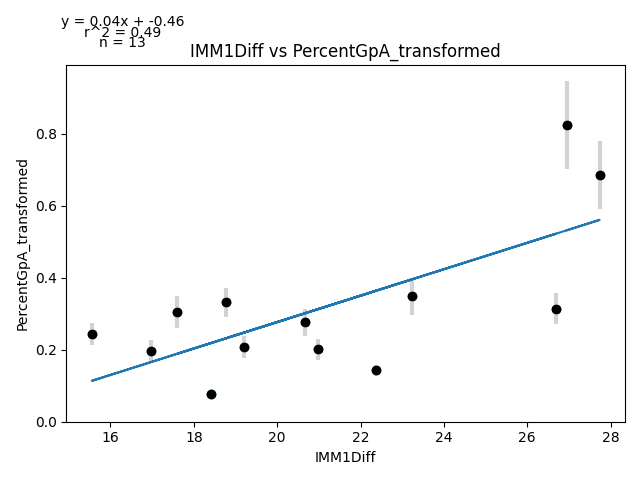 y = 0.04x + -0.46
r^2 = 0.49
n = 13
IMM1Diff vs PercentGpA_transformed
PercentGpA_transformed
0.8
0.6
0.4
0.2
0.0
16 18 20 22 24 26 28
IMM1Diff